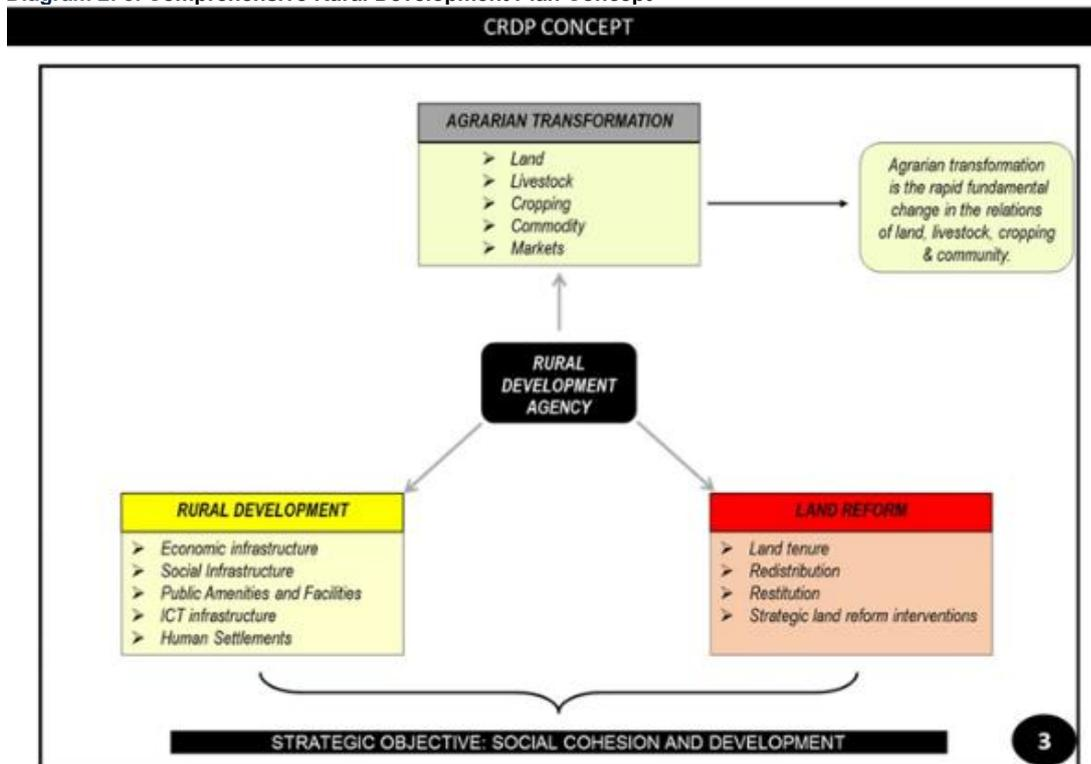 CRDP CONCEPT
AGRARIAN TRANSFORMATION
➢ Land
➢ Livestock
➢ Cropping
➢ Commodity
➢ Markets
Agrarian transformation
is the rapid fundamental
change in the relations
of land, livestock, cropping
& community.
RURAL
DEVELOPMENT
AGENCY
RURAL DEVELOPMENT
➢ Economic infrastructure
➢ Social Infrastructure
➢ Public Amenities and Facilities
➢ ICT infrastructure
➢ Human Settlements
LAND REFORM
➢ Land tenure
➢ Redistribution
➢ Restitution
➢ Strategic land reform interventions
STRATEGIC OBJECTIVE: SOCIAL COHESION AND DEVELOPMENT
3